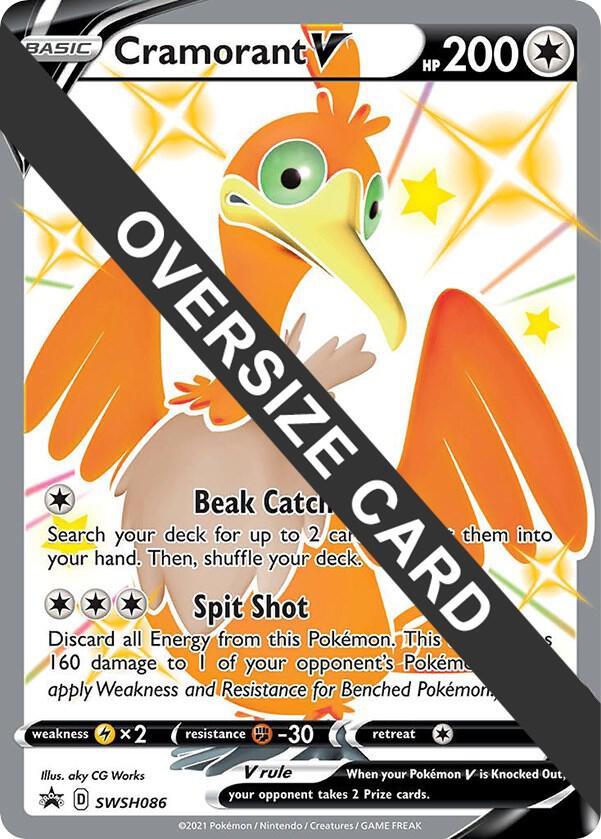 BASIC
Cramorant V
HP 200
OVERSIZE CARD
Beak Catch
Search your deck for up to 2 them into
your hand. Then, shuffle your deck.
Spit Shot
Discard all Energy from this Pokémon. This
160 damage to 1 of your opponent's Pokémon
apply Weakness and Resistance for Benched Pokémon
weakness ×2 resistance -30 retreat
Illus. aky CG Works
V rule
When your Pokémon V is Knocked Out,
your opponent takes 2 Prize cards.
D SWSH086
©2021 Pokémon / Nintendo / Creatures / GAME FREAK